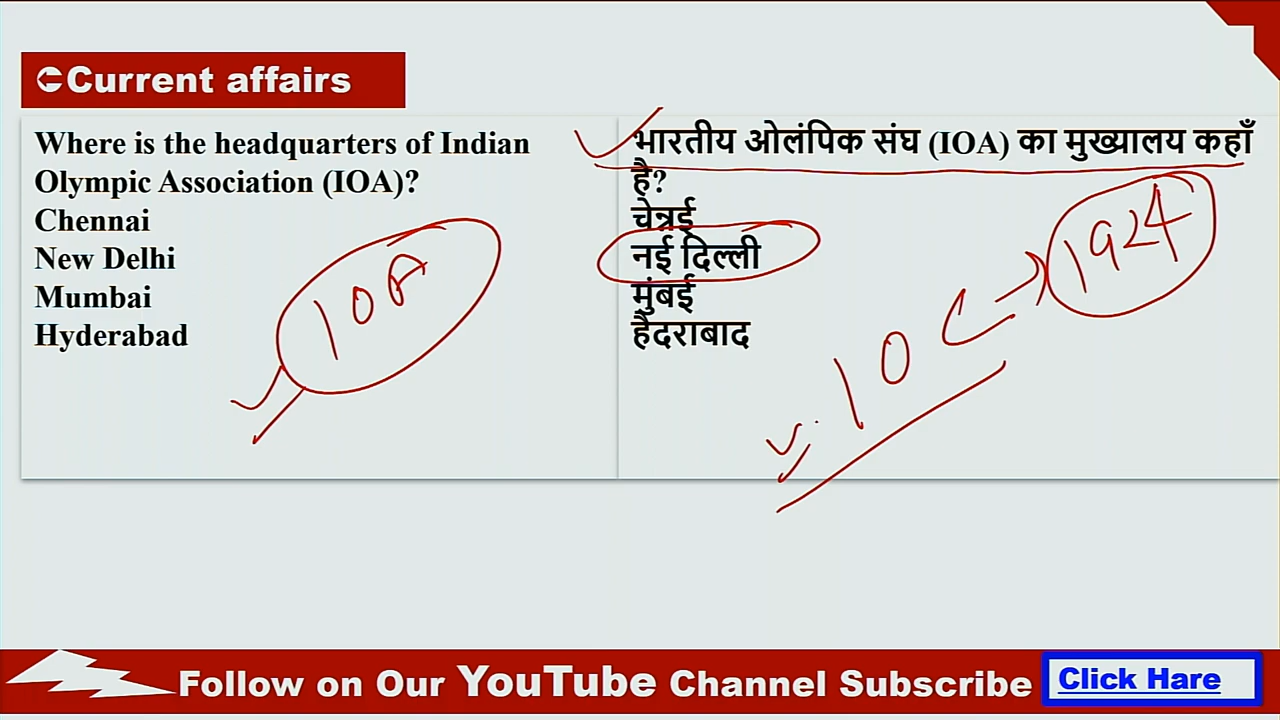 Current affairs
Where is the headquarters of Indian
Olympic Association (IOA)?
Chennai
New Delhi
Mumbai
Hyderabad
IOA
भारतीय ओलंपिक संघ (IOA) का मुख्यालय कहाँ
है?
चेन्नई
नई दिल्ली
मुंबई
हैदराबाद
1924
IOC
Follow on Our YouTube Channel Subscribe
Click Hare